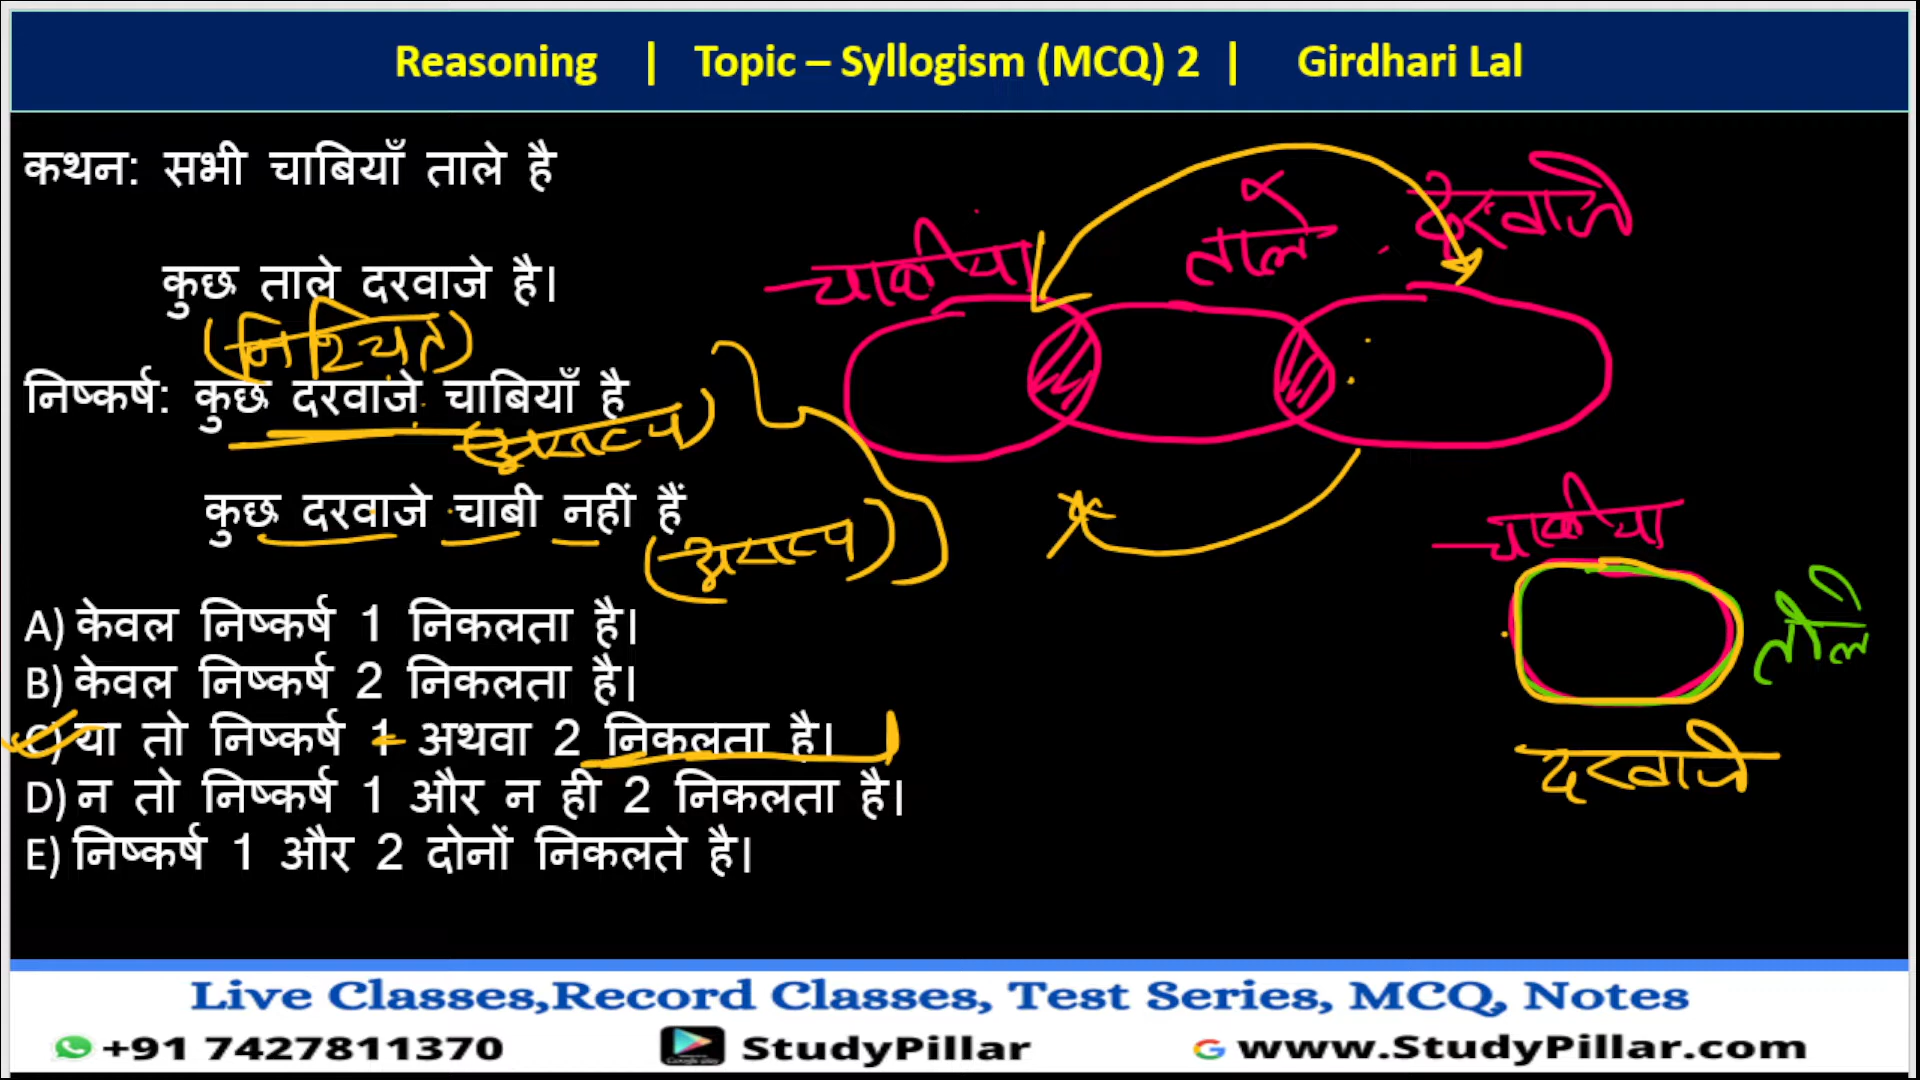 Reasoning | Topic – Syllogism (MCQ) 2 | Girdhari Lal
कथन: सभी चाबियाँ ताले है
कुछ ताले दरवाजे है।
(निश्चित)
निष्कर्ष: कुछ दरवाजे चाबियाँ है
(असत्य)
कुछ दरवाजे चाबी नहीं हैं
(असत्य)
A) केवल निष्कर्ष 1 निकलता है।
B) केवल निष्कर्ष 2 निकलता है।
C) या तो निष्कर्ष 1 अथवा 2 निकलता है।
D) न तो निष्कर्ष 1 और न ही 2 निकलता है।
E) निष्कर्ष 1 और 2 दोनों निकलते है।
चाबीया
ताले
दरवाजे
चाबीया
ताले
दरवाजे
Live Classes,Record Classes, Test Series, MCQ, Notes
+91 7427811370 StudyPillar www.StudyPillar.com